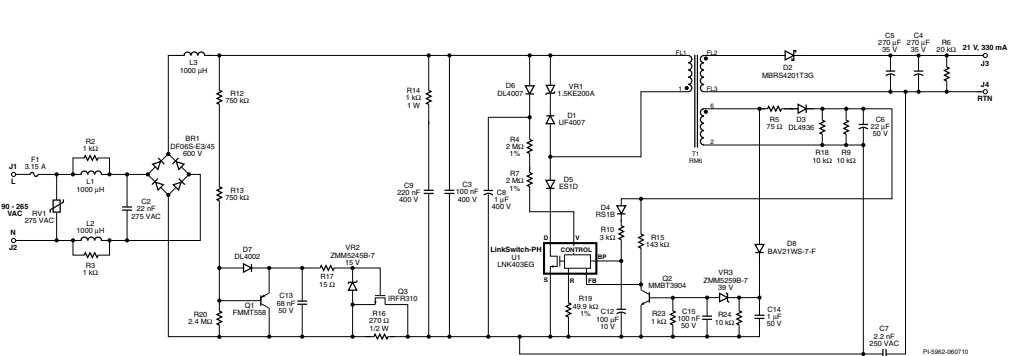 L3
1000 µH
R12
750 kΩ
R2
1 kΩ
BR1
DF06S-E3/45
600 V
J1
L
F1
3.15 A
L1
1000 µH
90 - 265
VAC
RV1
275 VAC
C2
22 nF
275 VAC
L2
1000 µH
N
J2
R3
1 kΩ
R13
750 kΩ
D7
DL4002
Q1
FMMT558
R20
2.4 MΩ
C13
68 nF
50 V
R17
15 Ω
VR2
ZMM5245B-7
15 V
Q3
IRFR310
R16
270 Ω
1/2 W
R14
1 kΩ
1 W
C9
220 nF
400 V
C3
100 nF
400 V
C8
1 µF
400 V
D6
DL4007
VR1
1.5KE200A
D1
UF4007
R4
2 MΩ
1%
R7
2 MΩ
1%
D5
ES1D
LinkSwitch-PH
U1
LNK403EG
D
V
CONTROL
BP
S
R
FB
D4
RS1B
R10
3 kΩ
R15
143 kΩ
R19
49.9 kΩ
1%
C12
100 µF
10 V
Q2
MMBT3904
R23
1 kΩ
C15
100 nF
50 V
R24
10 kΩ
VR3
ZMM5259B-7
39 V
C14
1 µF
50 V
D8
BAV21WS-7-F
FL1
1
FL2
FL3
6
2
T1
RM6
D2
MBRS4201T3G
C5
270 µF
35 V
C4
270 µF
35 V
R6
20 kΩ
21 V, 330 mA
J3
J4
RTN
R5
75 Ω
D3
DL4936
R18
10 kΩ
R9
10 kΩ
C6
22 µF
50 V
C7
2.2 nF
250 VAC
PI-5962-060710